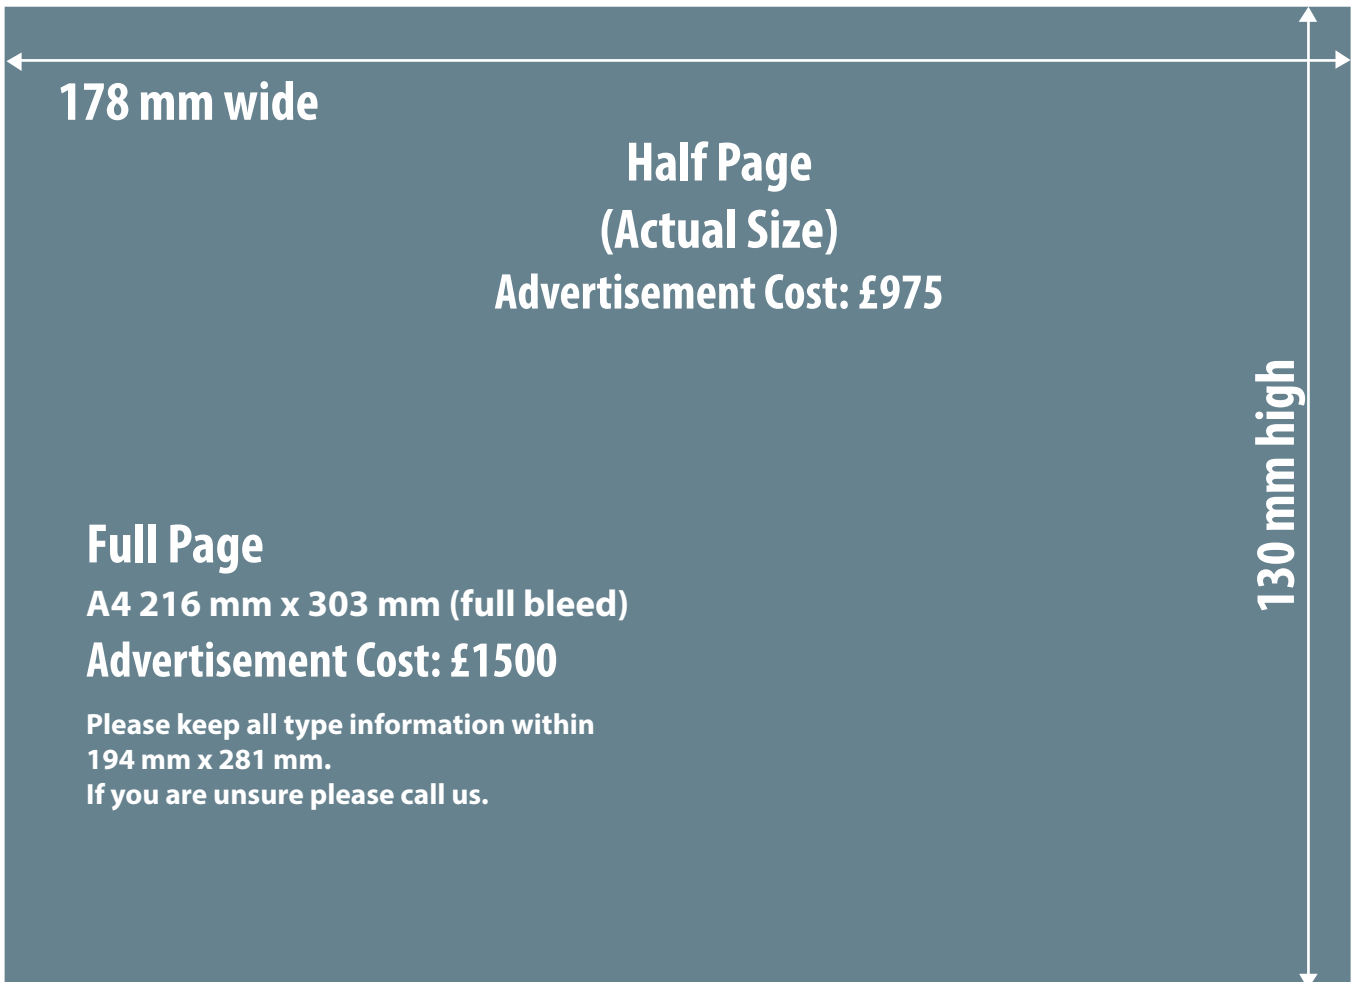 178 mm wide
Half Page
(Actual Size)
Advertisement Cost: £975
130 mm high
Full Page
A4 216 mm x 303 mm (full bleed)
Advertisement Cost: £1500
Please keep all type information within
194 mm x 281 mm.
If you are unsure please call us.